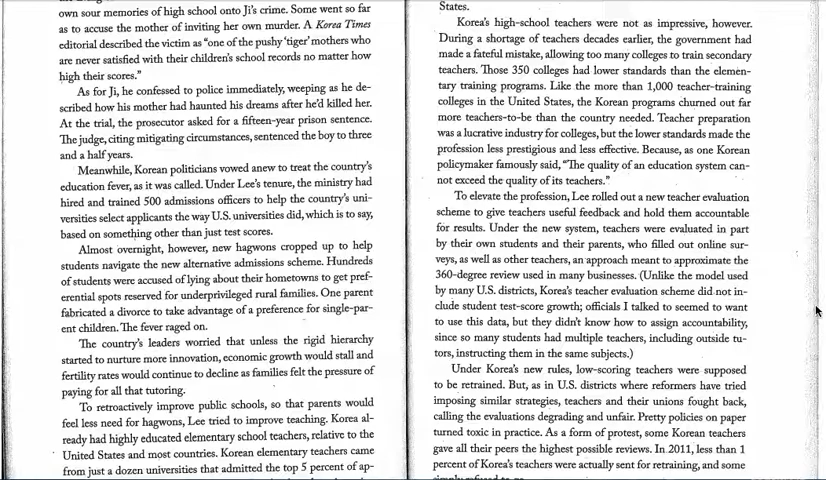 own sour memories of high school onto Ji's crime. Some went so far
as to accuse the mother of inviting her own murder. A Korea Times
editorial described the victim as "one of the pushy 'tiger' mothers who
are never satisfied with their children's school records no matter how
high their scores."
As for Ji, he confessed to police immediately, weeping as he de-
scribed how his mother had haunted his dreams after he'd killed her.
At the trial, the prosecutor asked for a fifteen-year prison sentence.
The judge, citing mitigating circumstances, sentenced the boy to three
and a half years.
Meanwhile, Korean politicians vowed anew to treat the country's
education fever, as it was called. Under Lee's tenure, the ministry had
hired and trained 500 admissions officers to help the country's uni-
versities select applicants the way U.S. universities did, which is to say,
based on something other than just test scores.
Almost overnight, however, new hagwons cropped up to help
students navigate the new alternative admissions scheme. Hundreds
of students were accused of lying about their hometowns to get pref-
erential spots reserved for underprivileged rural families. One parent
fabricated a divorce to take advantage of a preference for single-par-
ent children. The fever raged on.
The country's leaders worried that unless the rigid hierarchy
started to nurture more innovation, economic growth would stall and
fertility rates would continue to decline as families felt the pressure of
paying for all that tutoring.
To retroactively improve public schools, so that parents would
feel less need for hagwons, Lee tried to improve teaching. Korea al-
ready had highly educated elementary school teachers, relative to the
United States and most countries. Korean elementary teachers came
from just a dozen universities that admitted the top 5 percent of ap-
States.
Korea's high-school teachers were not as impressive, however.
During a shortage of teachers decades earlier, the government had
made a fateful mistake, allowing too many colleges to train secondary
teachers. Those 350 colleges had lower standards than the elemen-
tary training programs. Like the more than 1,000 teacher-training
colleges in the United States, the Korean programs churned out far
more teachers-to-be than the country needed. Teacher preparation
was a lucrative industry for colleges, but the lower standards made the
profession less prestigious and less effective. Because, as one Korean
policymaker famously said, "The quality of an education system can-
not exceed the quality of its teachers."
To elevate the profession, Lee rolled out a new teacher evaluation
scheme to give teachers useful feedback and hold them accountable
for results. Under the new system, teachers were evaluated in part
by their own students and their parents, who filled out online sur-
veys, as well as other teachers, an approach meant to approximate the
360-degree review used in many businesses. (Unlike the model used
by many U.S. districts, Korea's teacher evaluation scheme did not in-
clude student test-score growth; officials I talked to seemed to want
to use this data, but they didn't know how to assign accountability,
since so many students had multiple teachers, including outside tu-
tors, instructing them in the same subjects.)
Under Korea's new rules, low-scoring teachers were supposed
to be retrained. But, as in U.S. districts where reformers have tried
imposing similar strategies, teachers and their unions fought back,
calling the evaluations degrading and unfair. Pretty policies on paper
turned toxic in practice. As a form of protest, some Korean teachers
gave all their peers the highest possible reviews. In 2011, less than 1
percent of Korea's teachers were actually sent for retraining, and some